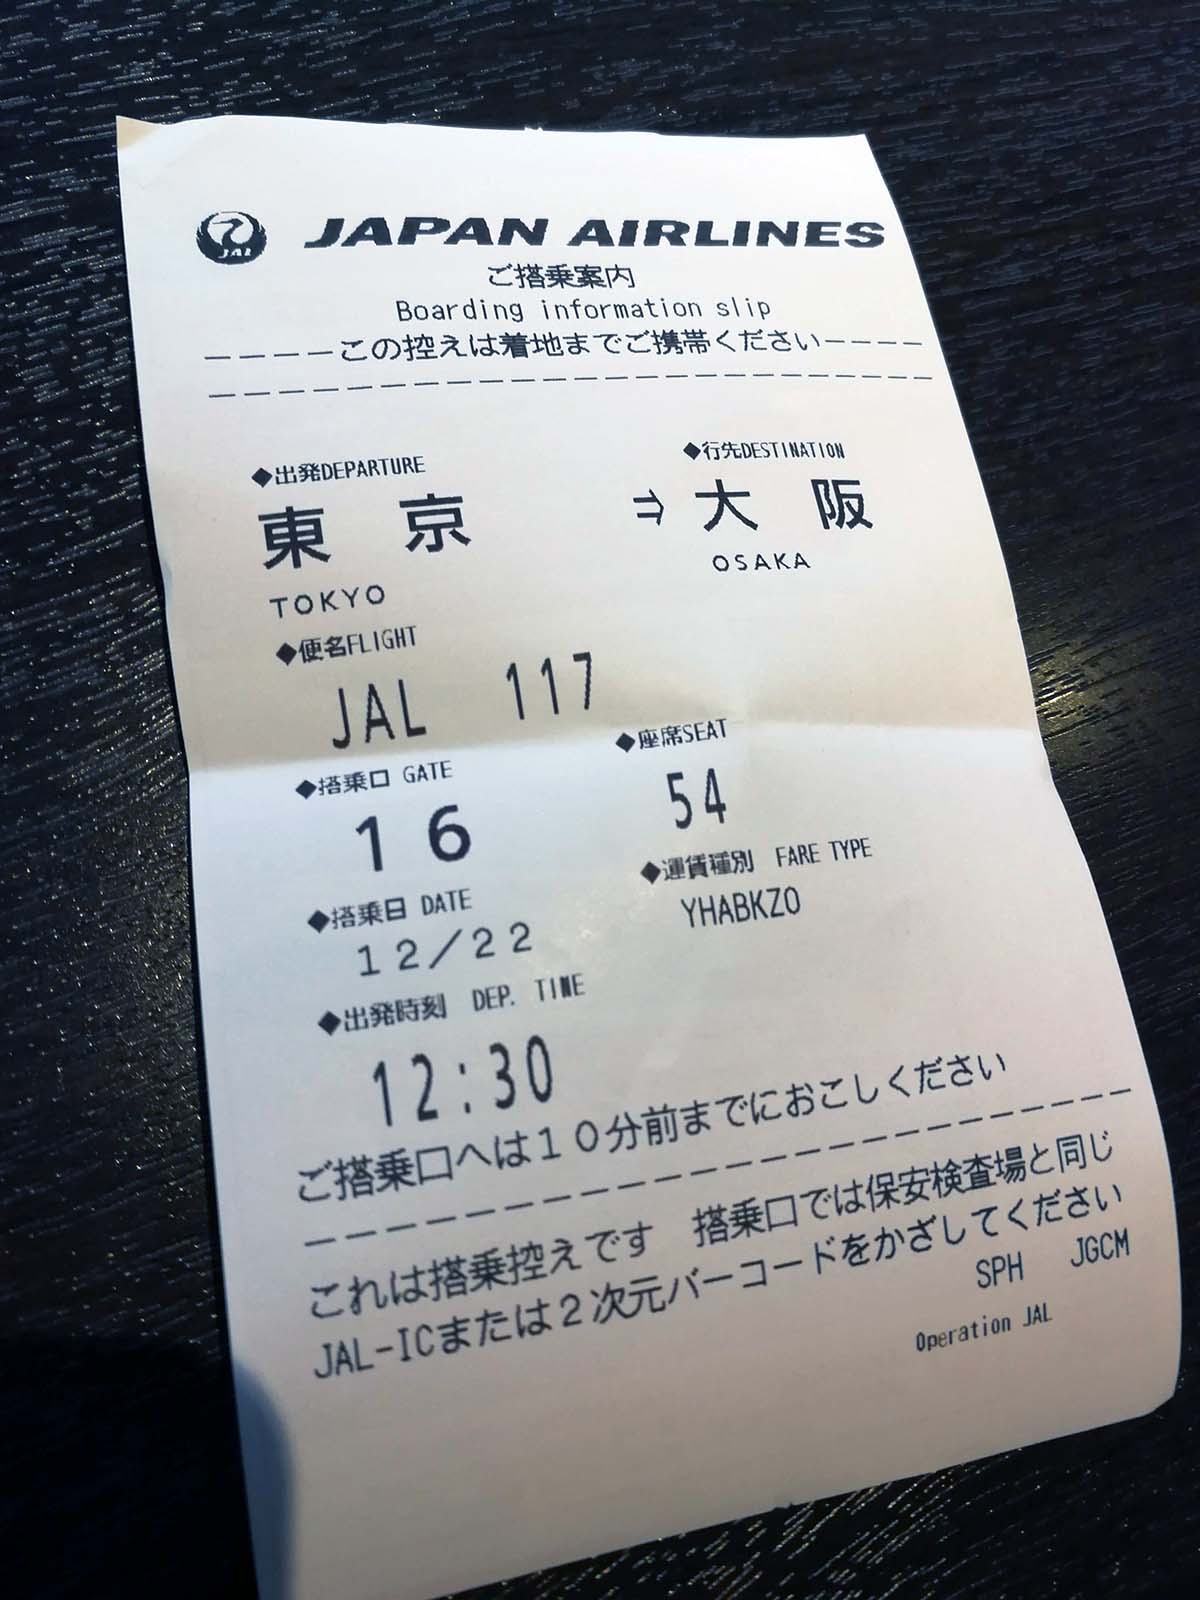 JAL JAPAN AIRLINES
ご搭乗案内
Boarding information slip
----この控えは着地までご携帯ください----
◆出発DEPARTURE ◆行先DESTINATION
東 京 ⇒ 大 阪
TOKYO OSAKA
◆便名FLIGHT
JAL 117
◆搭乗口 GATE ◆座席SEAT
16 54
◆搭乗日 DATE ◆運賃種別 FARE TYPE
12/22 YHABKZO
◆出発時刻 DEP. TIME
12:30
ご搭乗口へは10分前までにおこしください
これは搭乗控えです 搭乗口では保安検査場と同じ
JAL-ICまたは2次元バーコードをかざしてください
SPH JGCM
Operation JAL